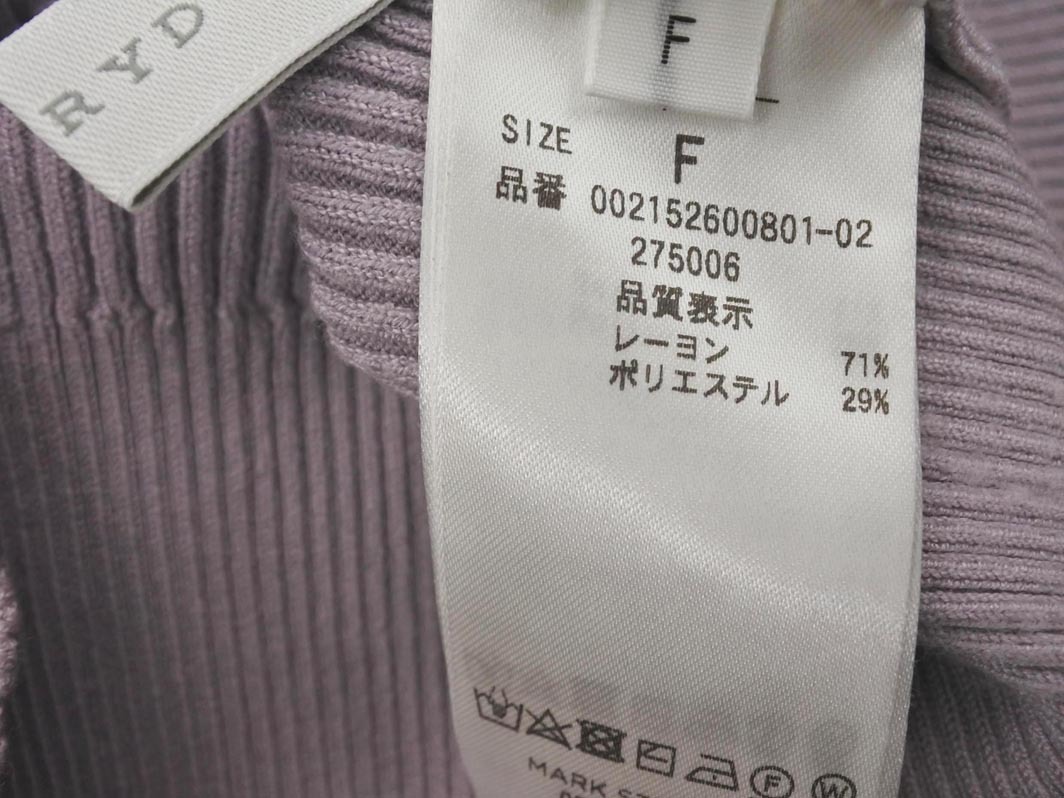 RYD
F
SIZE F
品番 002152600801-02
275006
品質表示
レーヨン 71%
ポリエステル 29%
F W
MARK